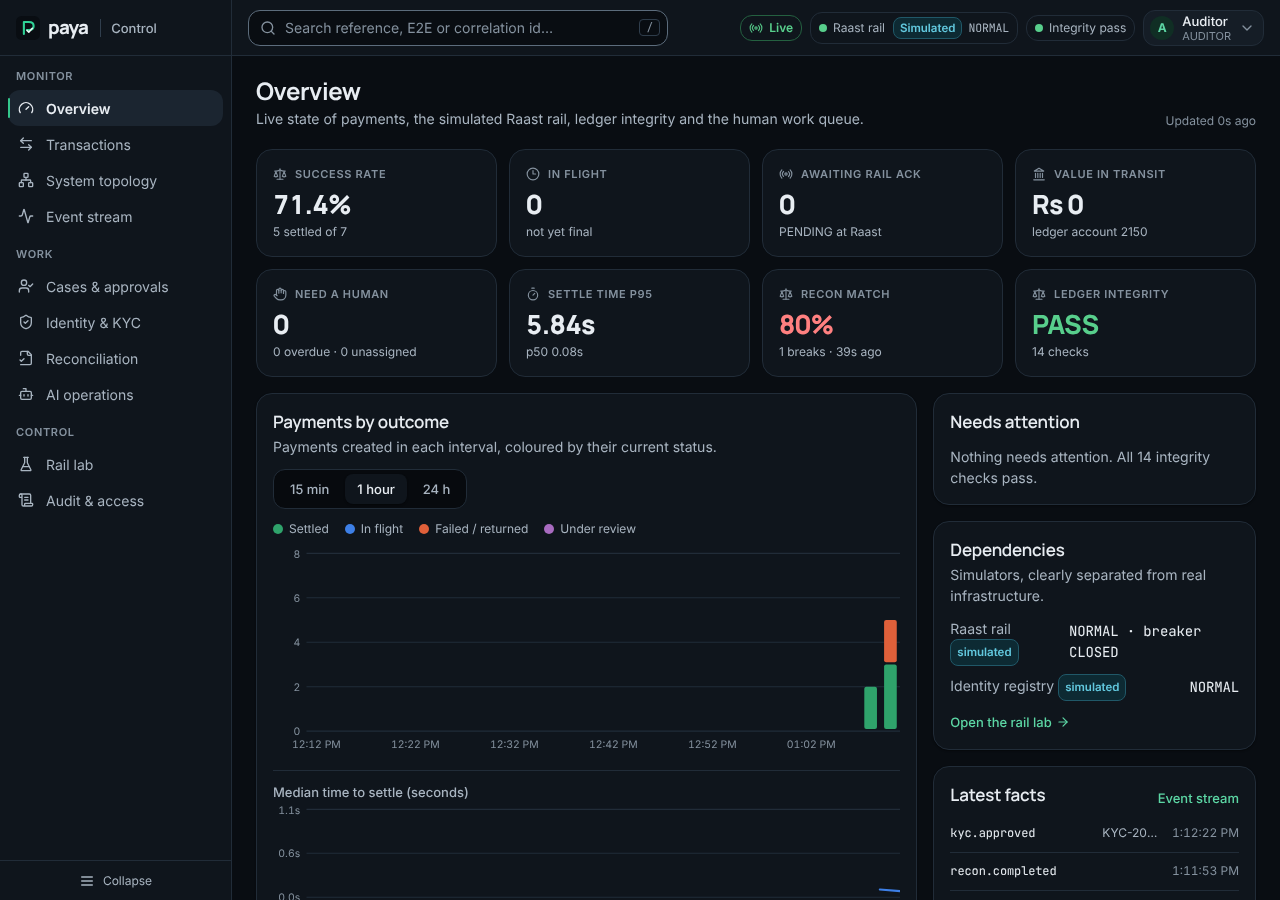 paya
Control
Search reference, E2E or correlation id...
/
Live
Raast rail
Simulated
NORMAL
Integrity pass
A
Auditor
AUDITOR
MONITOR
Overview
Transactions
System topology
Event stream
WORK
Cases & approvals
Identity & KYC
Reconciliation
AI operations
CONTROL
Rail lab
Audit & access
Collapse
Overview
Live state of payments, the simulated Raast rail, ledger integrity and the human work queue.
Updated 0s ago
SUCCESS RATE
71.4%
5 settled of 7
IN FLIGHT
0
not yet final
AWAITING RAIL ACK
0
PENDING at Raast
VALUE IN TRANSIT
Rs 0
ledger account 2150
NEED A HUMAN
0
0 overdue · 0 unassigned
SETTLE TIME P95
5.84s
p50 0.08s
RECON MATCH
80%
1 breaks · 39s ago
LEDGER INTEGRITY
PASS
14 checks
Payments by outcome
Payments created in each interval, coloured by their current status.
15 min
1 hour
24 h
Settled
In flight
Failed / returned
Under review
8
6
4
2
0
12:12 PM
12:22 PM
12:32 PM
12:42 PM
12:52 PM
01:02 PM
Median time to settle (seconds)
1.1s
0.6s
0.0s
Needs attention
Nothing needs attention. All 14 integrity
checks pass.
Dependencies
Simulators, clearly separated from real
infrastructure.
Raast rail
simulated
NORMAL · breaker
CLOSED
Identity registry
simulated
NORMAL
Open the rail lab →
Latest facts
Event stream
kyc.approved
KYC-20...
1:12:22 PM
recon.completed
1:11:53 PM